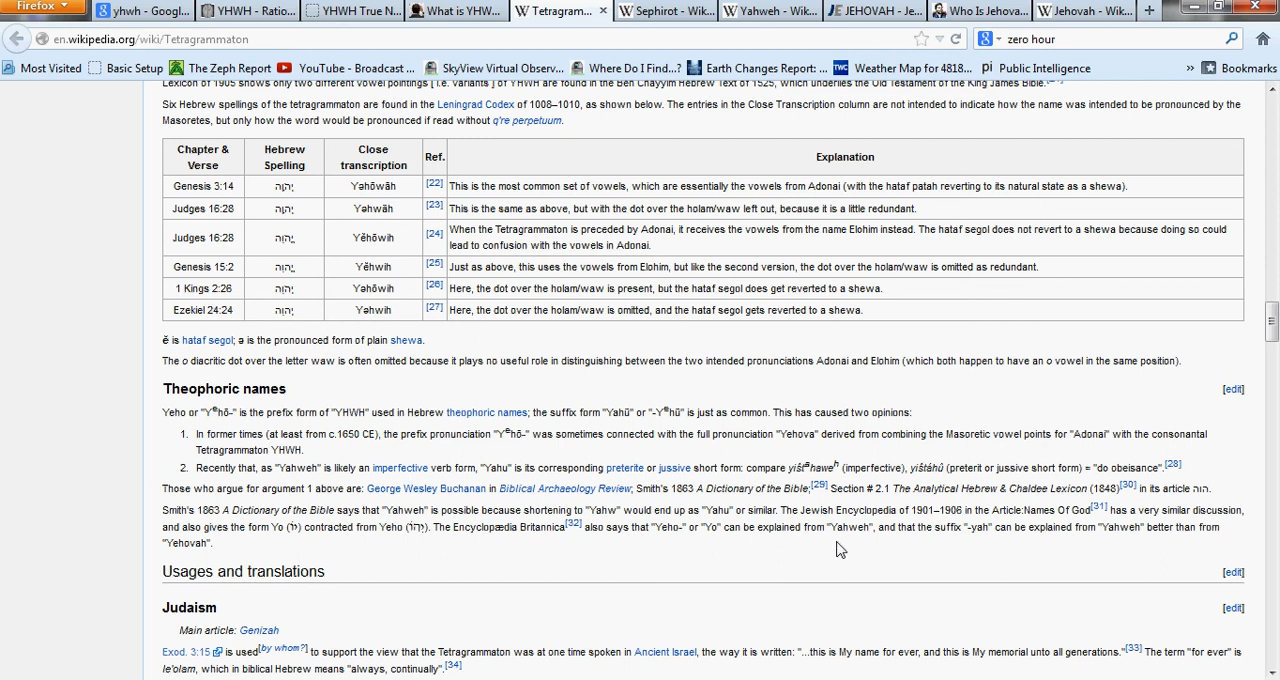 Firefox
yhwh - Googl...
YHWH - Ratio...
YHWH True N...
What is YHW...
Tetragram...
Sephirot - Wik...
Yahweh - Wik...
JEHOVAH - Je...
Who Is Jehova...
Jehovah - Wik...
en.wikipedia.org/wiki/Tetragrammaton
zero hour
Most Visited
Basic Setup
The Zeph Report
YouTube - Broadcast ...
SkyView Virtual Observ...
Where Do I Find...?
Earth Changes Report: ...
TWC Weather Map for 4818...
pi Public Intelligence
» Bookmarks
Lexicon of 1905 shows only two different vowel pointings [ i.e. variants ] of YHWH are found in the Ben Chayyim Hebrew Text of 1525, which underlies the Old Testament of the King James Bible.
Six Hebrew spellings of the tetragrammaton are found in the Leningrad Codex of 1008–1010, as shown below. The entries in the Close Transcription column are not intended to indicate how the name was intended to be pronounced by the
Masoretes, but only how the word would be pronounced if read without q're perpetuum.
Chapter & Verse Hebrew Spelling Close transcription Ref. Explanation
Genesis 3:14 יְהֹוָה Yəhōwāh [22] This is the most common set of vowels, which are essentially the vowels from Adonai (with the hataf patah reverting to its natural state as a shewa).
Judges 16:28 יְהוָה Yəhwāh [23] This is the same as above, but with the dot over the holam/waw left out, because it is a little redundant.
Judges 16:28 יֱהֹוִה Yĕhōwih [24] When the Tetragrammaton is preceded by Adonai, it receives the vowels from the name Elohim instead. The hataf segol does not revert to a shewa because doing so could
lead to confusion with the vowels in Adonai.
Genesis 15:2 יֱהוִה Yĕhwih [25] Just as above, this uses the vowels from Elohim, but like the second version, the dot over the holam/waw is omitted as redundant.
1 Kings 2:26 יְהֹוִה Yəhōwih [26] Here, the dot over the holam/waw is present, but the hataf segol does get reverted to a shewa.
Ezekiel 24:24 יְהוִה Yəhwih [27] Here, the dot over the holam/waw is omitted, and the hataf segol gets reverted to a shewa.
ĕ is hataf segol; ə is the pronounced form of plain shewa.
The o diacritic dot over the letter waw is often omitted because it plays no useful role in distinguishing between the two intended pronunciations Adonai and Elohim (which both happen to have an o vowel in the same position).
Theophoric names [edit]
Yeho or "Yᵉhō-" is the prefix form of "YHWH" used in Hebrew theophoric names; the suffix form "Yahū" or "-Yᵉhū" is just as common. This has caused two opinions:
1. In former times (at least from c.1650 CE), the prefix pronunciation "Yᵉhō-" was sometimes connected with the full pronunciation "Yehova" derived from combining the Masoretic vowel points for "Adonai" with the consonantal
Tetragrammaton YHWH.
2. Recently that, as "Yahweh" is likely an imperfective verb form, "Yahu" is its corresponding preterite or jussive short form: compare yišṯᵃhaweʰ (imperfective), yišṯáhû (preterit or jussive short form) = "do obeisance".[28]
Those who argue for argument 1 above are: George Wesley Buchanan in Biblical Archaeology Review; Smith's 1863 A Dictionary of the Bible;[29] Section # 2.1 The Analytical Hebrew & Chaldee Lexicon (1848)[30] in its article הוה.
Smith's 1863 A Dictionary of the Bible says that "Yahweh" is possible because shortening to "Yahw" would end up as "Yahu" or similar. The Jewish Encyclopedia of 1901–1906 in the Article:Names Of God[31] has a very similar discussion,
and also gives the form Yo (יוֹ) contracted from Yeho (יְהוֹ). The Encyclopædia Britannica[32] also says that "Yeho-" or "Yo" can be explained from "Yahweh", and that the suffix "-yah" can be explained from "Yahweh" better than from
"Yehovah".
Usages and translations [edit]
Judaism [edit]
Main article: Genizah
Exod. 3:15 is used[by whom?] to support the view that the Tetragrammaton was at one time spoken in Ancient Israel, the way it is written: "...this is My name for ever, and this is My memorial unto all generations."[33] The term "for ever" is
le'olam, which in biblical Hebrew means "always, continually".[34]